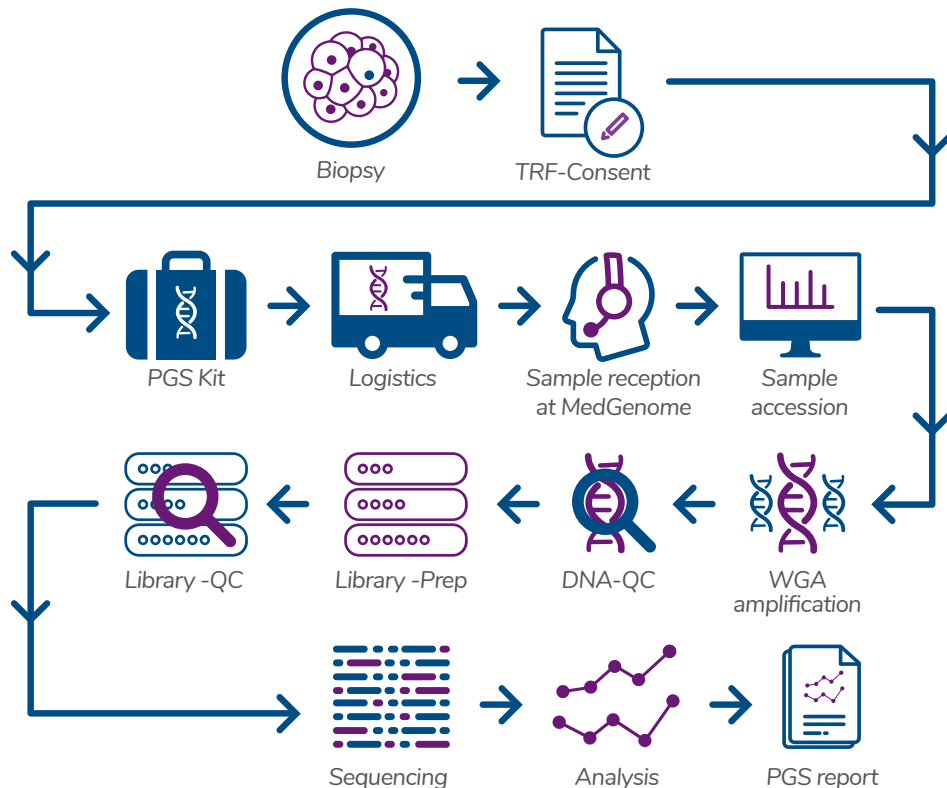 Biopsy
TRF-Consent
PGS Kit
Logistics
Sample reception
at MedGenome
Sample
accession
Library -QC
Library -Prep
DNA-QC
WGA
amplification
Sequencing
Analysis
PGS report